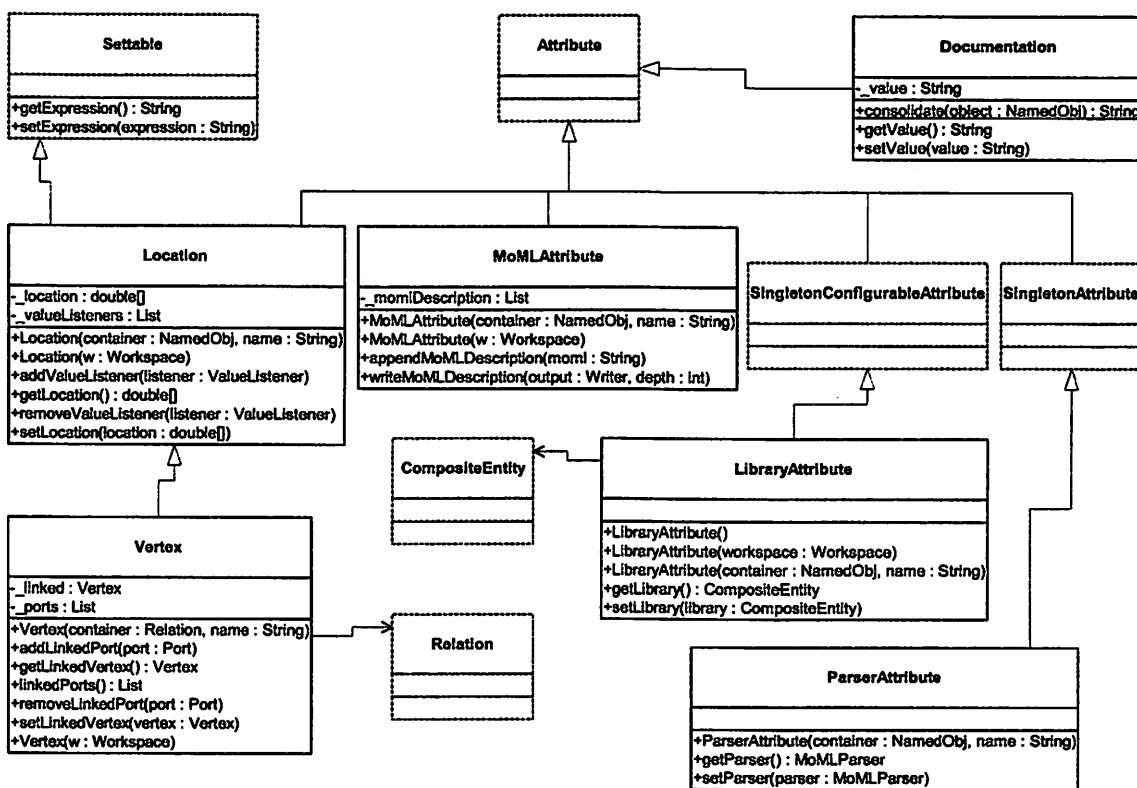 Settable
+getExpression() : String
+setExpression(expression : String)
Attribute
Documentation
-_value : String
+consolidate(object : NamedObj) : String
+getValue() : String
+setValue(value : String)
Location
-_location : double[]
-_valueListeners : List
+Location(container : NamedObj, name : String)
+Location(w : Workspace)
+addValueListener(listener : ValueListener)
+getLocation() : double[]
+removeValueListener(listener : ValueListener)
+setLocation(location : double[])
MoMLAttribute
-_momlDescription : List
+MoMLAttribute(container : NamedObj, name : String)
+MoMLAttribute(w : Workspace)
+appendMoMLDescription(moml : String)
+writeMoMLDescription(output : Writer, depth : int)
SingletonConfigurableAttribute
SingletonAttribute
CompositeEntity
LibraryAttribute
+LibraryAttribute()
+LibraryAttribute(workspace : Workspace)
+LibraryAttribute(container : NamedObj, name : String)
+getLibrary() : CompositeEntity
+setLibrary(library : CompositeEntity)
Vertex
-_linked : Vertex
-_ports : List
+Vertex(container : Relation, name : String)
+addLinkedPort(port : Port)
+getLinkedVertex() : Vertex
+linkedPorts() : List
+removeLinkedPort(port : Port)
+setLinkedVertex(vertex : Vertex)
+Vertex(w : Workspace)
Relation
ParserAttribute
+ParserAttribute(container : NamedObj, name : String)
+getParser() : MoMLParser
+setParser(parser : MoMLParser)